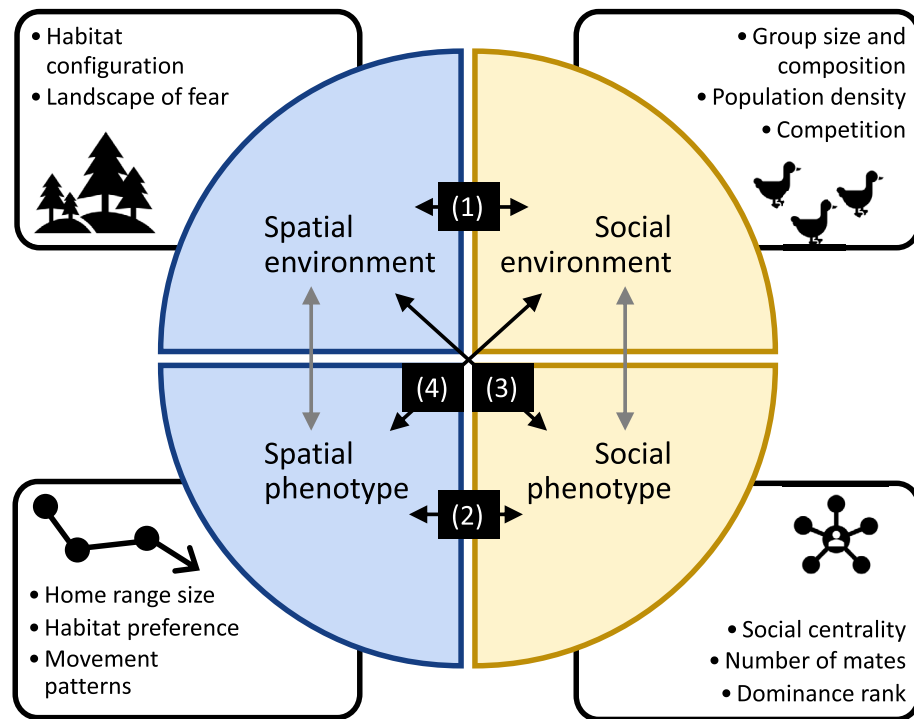 • Habitat
configuration
• Landscape of fear
• Group size and
composition
• Population density
• Competition
(1)
Spatial
environment
Social
environment
(4)
(3)
Spatial
phenotype
Social
phenotype
(2)
• Home range size
• Habitat preference
• Movement
patterns
• Social centrality
• Number of mates
• Dominance rank